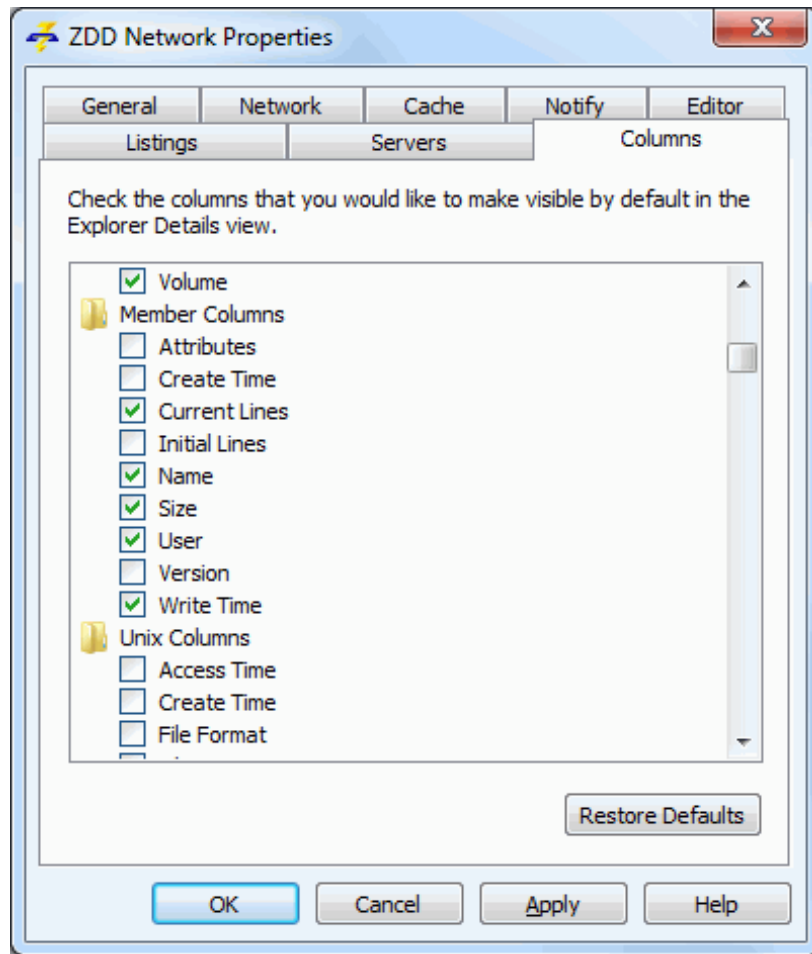 ZDD Network Properties
X
General
Network
Cache
Notify
Editor
Listings
Servers
Columns
Check the columns that you would like to make visible by default in the
Explorer Details view.
Volume
Member Columns
Attributes
Create Time
Current Lines
Initial Lines
Name
Size
User
Version
Write Time
Unix Columns
Access Time
Create Time
File Format
Restore Defaults
OK
Cancel
Apply
Help